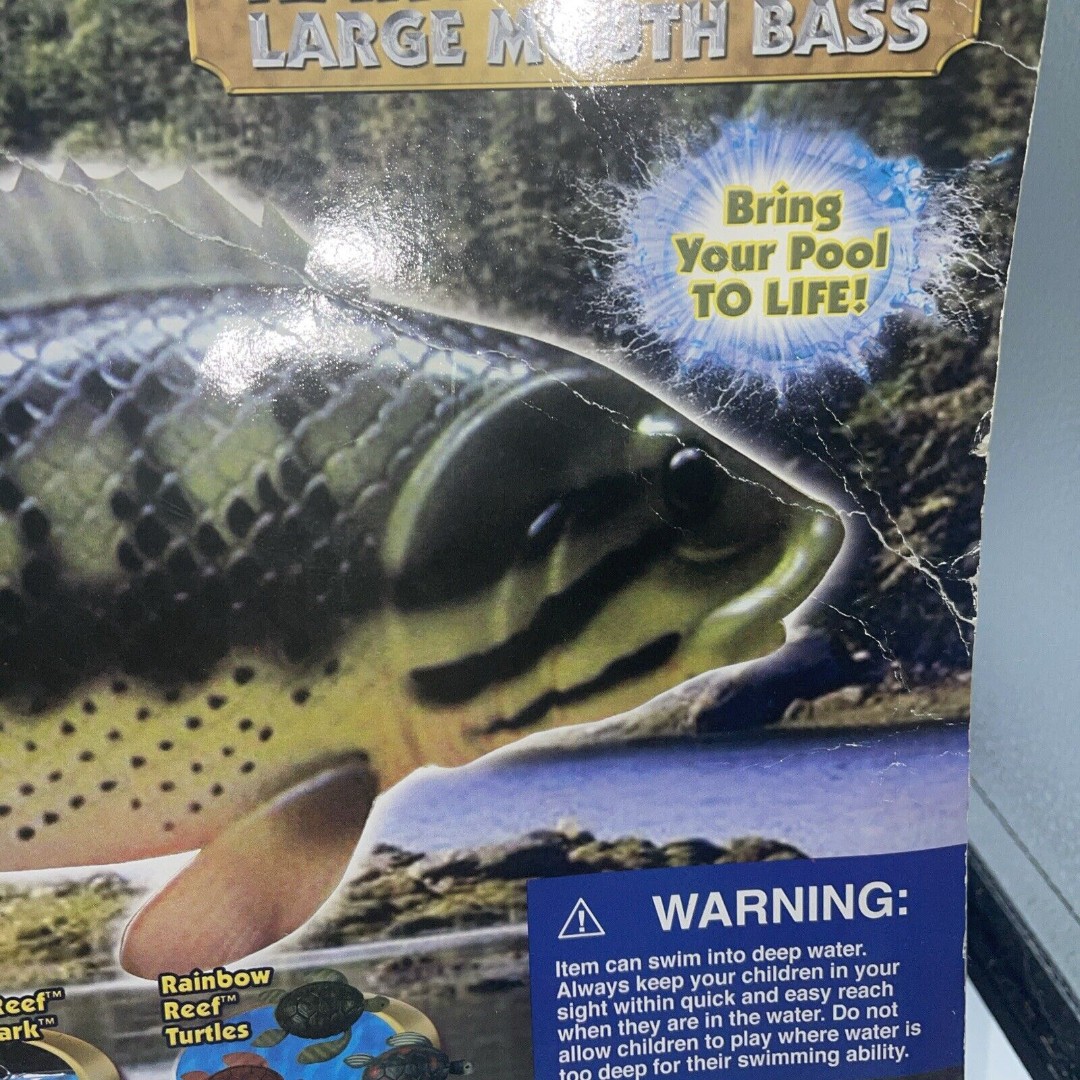 LARGE MOUTH BASS
Bring
Your Pool
TO LIFE!
WARNING:
Item can swim into deep water.
Always keep your children in your
sight within quick and easy reach
when they are in the water. Do not
allow children to play where water is
too deep for their swimming ability.
Rainbow
Reef™
Turtles
Reef™
ark™